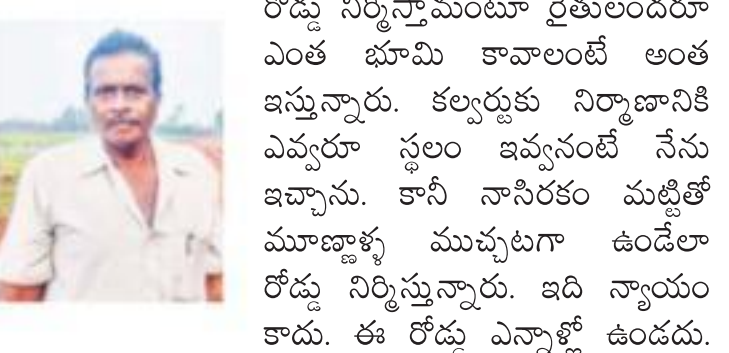 రోడ్డు నిర్మిస్తామంటూ రైతులందరూ
ఎంత భూమి కావాలంటే అంత
ఇస్తున్నారు. కల్వర్టుకు నిర్మాణానికి
ఎవ్వరూ స్థలం ఇవ్వనంటే నేను
ఇచ్చాను. కానీ నాసిరకం మట్టితో
మూణ్ణాళ్ళ ముచ్చటగా ఉండేలా
రోడ్డు నిర్మిస్తున్నారు. ఇది న్యాయం
కాదు. ఈ రోడ్డు ఎన్నాళ్లో ఉండదు.